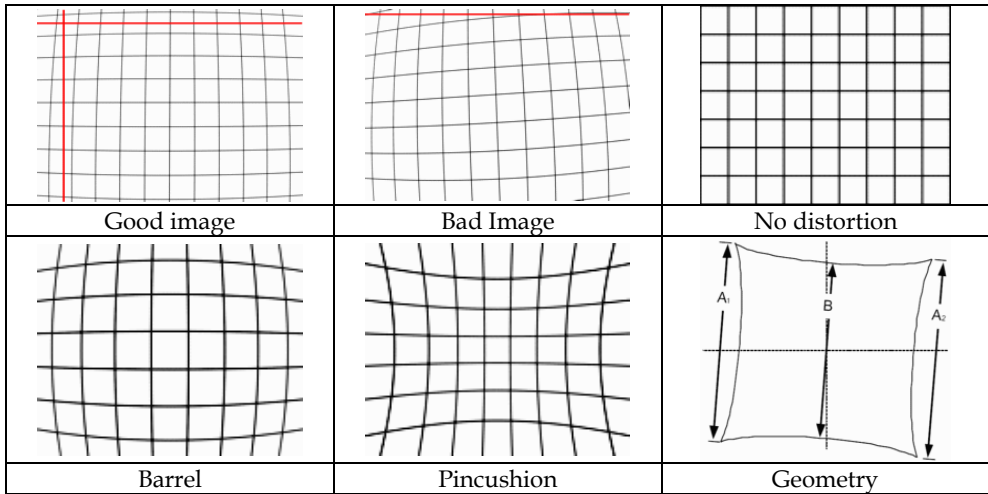 Good image
Bad Image
No distortion
A1
B
A2
Barrel
Pincushion
Geometry